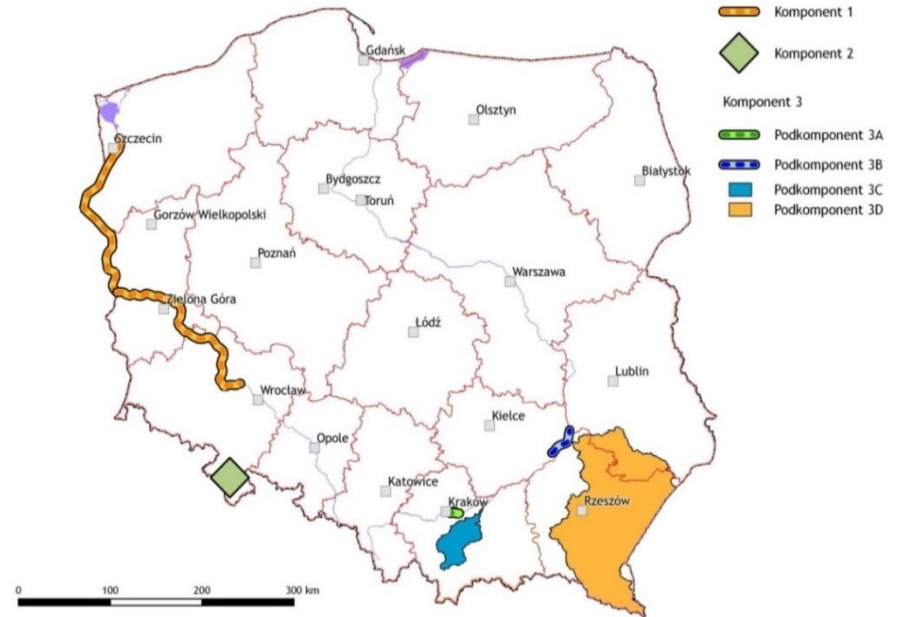 Komponent 1
Komponent 2
Komponent 3
Podkomponent 3A
Podkomponent 3B
Podkomponent 3C
Podkomponent 3D
Gdańsk
Olsztyn
Szczecin
Białystok
Bydgoszcz
Toruń
Gorzów Wielkopolski
Poznań
Warszawa
Zielona Góra
Łódź
Lublin
Wrocław
Kielce
Opole
Katowice
Kraków
Rzeszów
0 100 200 300 km